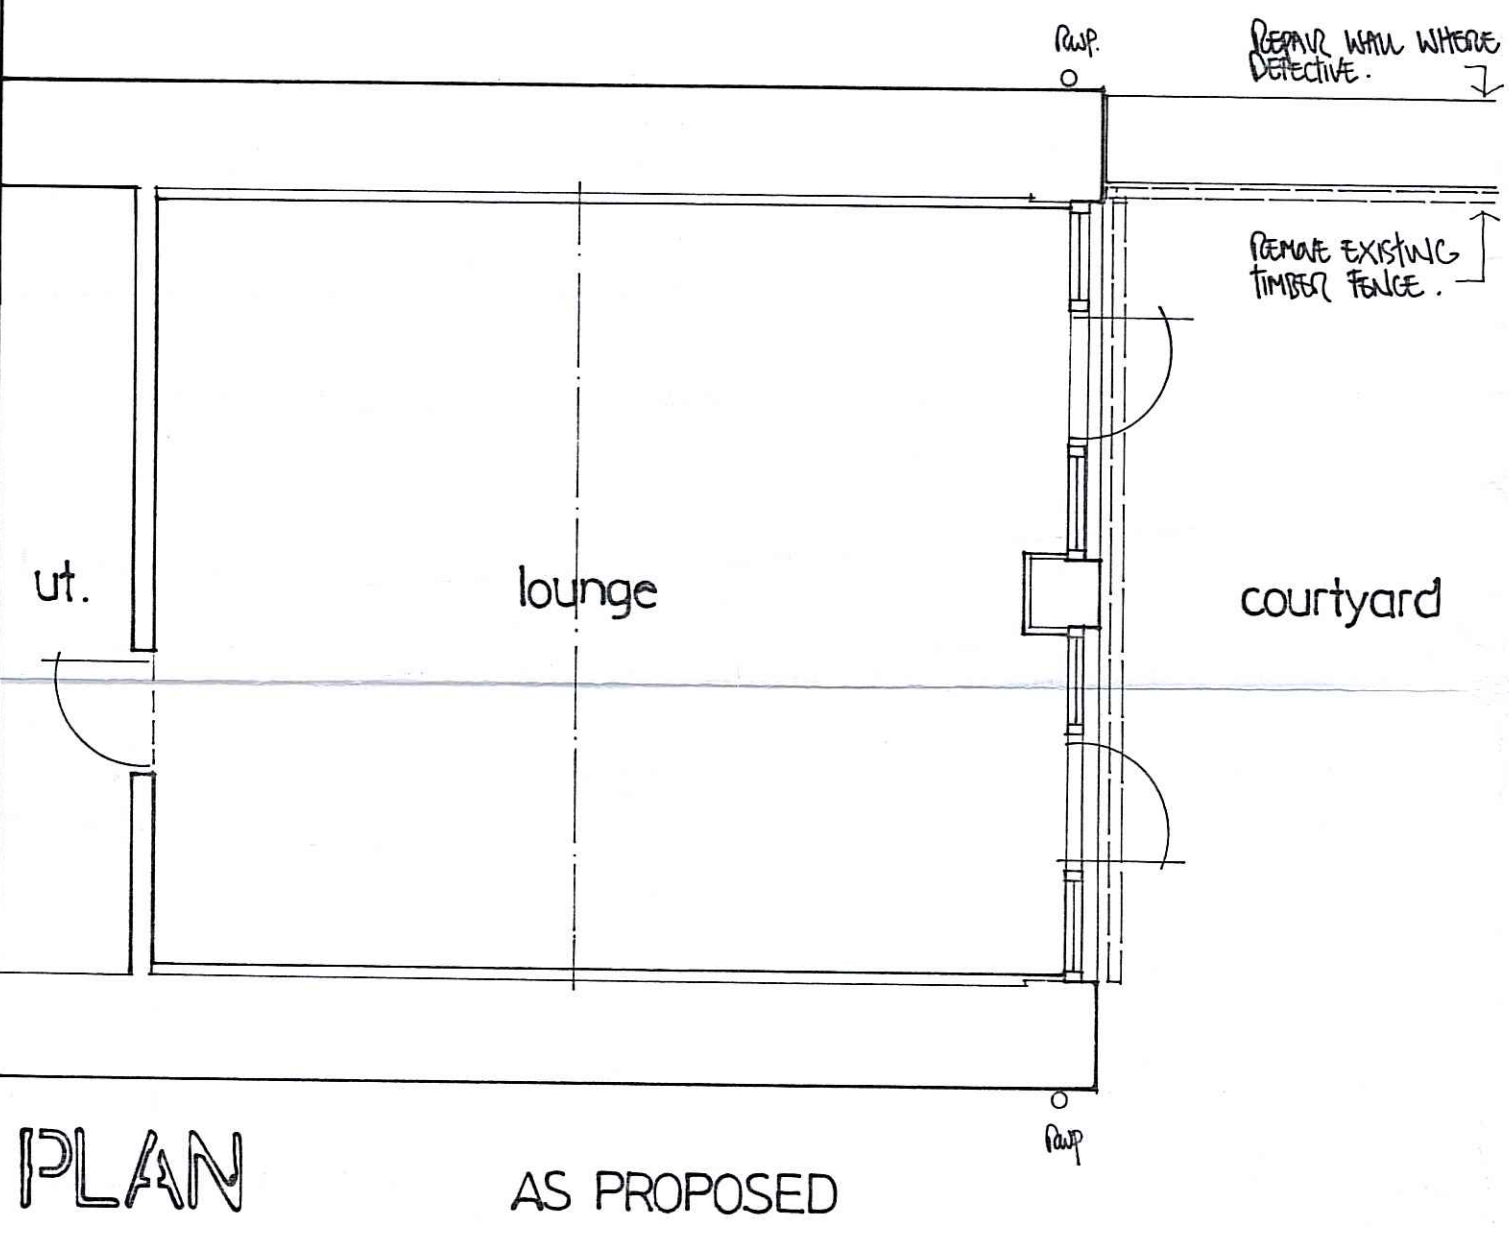 RWP.
REPAIR WALL WHERE
DEFECTIVE.
REMOVE EXISTING
TIMBER FENCE.
ut.
lounge
courtyard
RWP
PLAN
AS PROPOSED